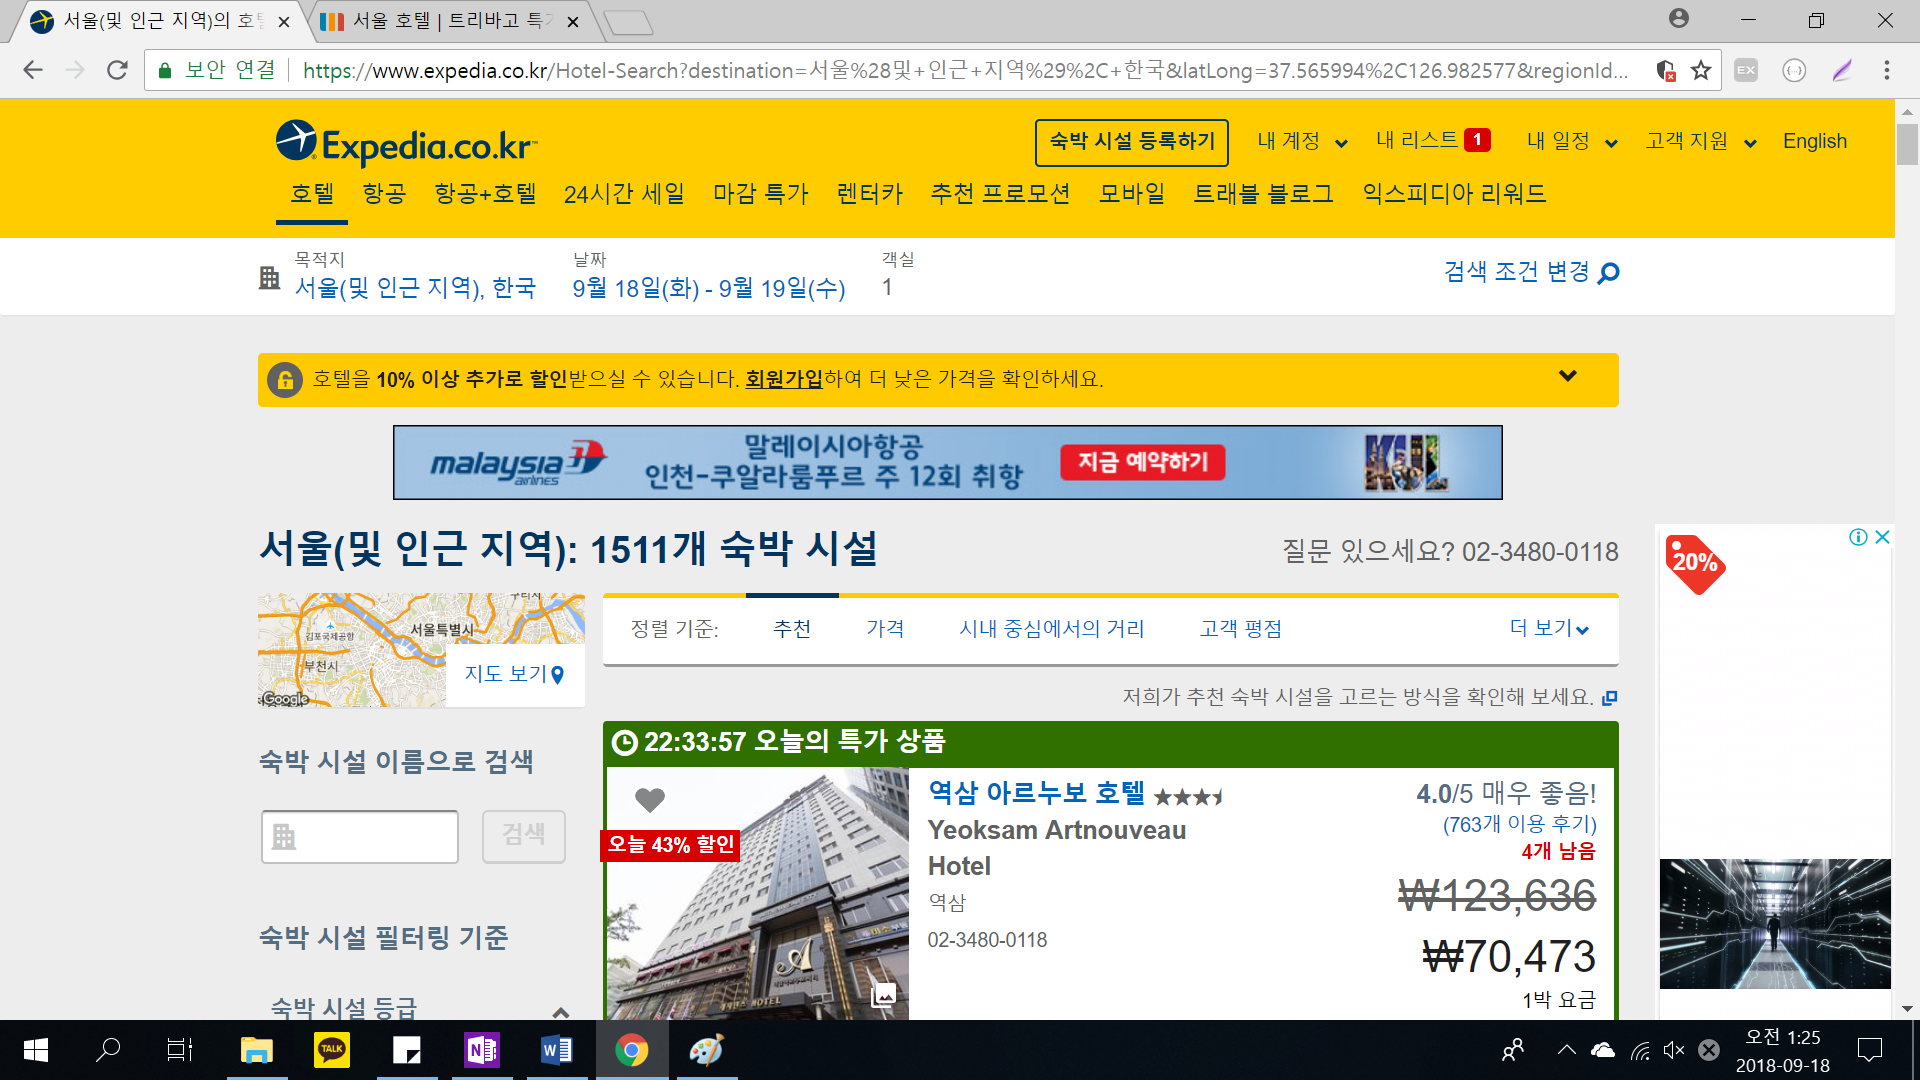 서울(및 인근 지역)의 호텔
서울 호텔 | 트리바고 특가
보안 연결
https://www.expedia.co.kr/Hotel-Search?destination=서울%28및+인근+지역%29%2C+한국&latLong=37.565994%2C126.982577&regionId...
EX
Expedia.co.kr
숙박 시설 등록하기
내 계정
내 리스트 1
내 일정
고객 지원
English
호텔 항공 항공+호텔 24시간 세일 마감 특가 렌터카 추천 프로모션 모바일 트래블 블로그 익스피디아 리워드
목적지
서울(및 인근 지역), 한국
날짜
9월 18일(화) - 9월 19일(수)
객실
1
검색 조건 변경
호텔을 10% 이상 추가로 할인받으실 수 있습니다. 회원가입하여 더 낮은 가격을 확인하세요.
malaysia
airlines
말레이시아항공
인천-쿠알라룸푸르 주 12회 취항
지금 예약하기
KUL
서울(및 인근 지역): 1511개 숙박 시설
질문 있으세요? 02-3480-0118
20%
구리시
김포국제공항
서울특별시
부천시
Google
지도 보기
정렬 기준: 추천 가격 시내 중심에서의 거리 고객 평점 더 보기
저희가 추천 숙박 시설을 고르는 방식을 확인해 보세요.
숙박 시설 이름으로 검색
검색
숙박 시설 필터링 기준
숙박 시설 등급
22:33:57 오늘의 특가 상품
오늘 43% 할인
역삼 아르누보 호텔
Yeoksam Artnouveau
Hotel
역삼
02-3480-0118
4.0/5 매우 좋음!
(763개 이용 후기)
4개 남음
₩123,636
₩70,473
1박 요금
A
HOTEL
TALK
N
W
오전 1:25
2018-09-18